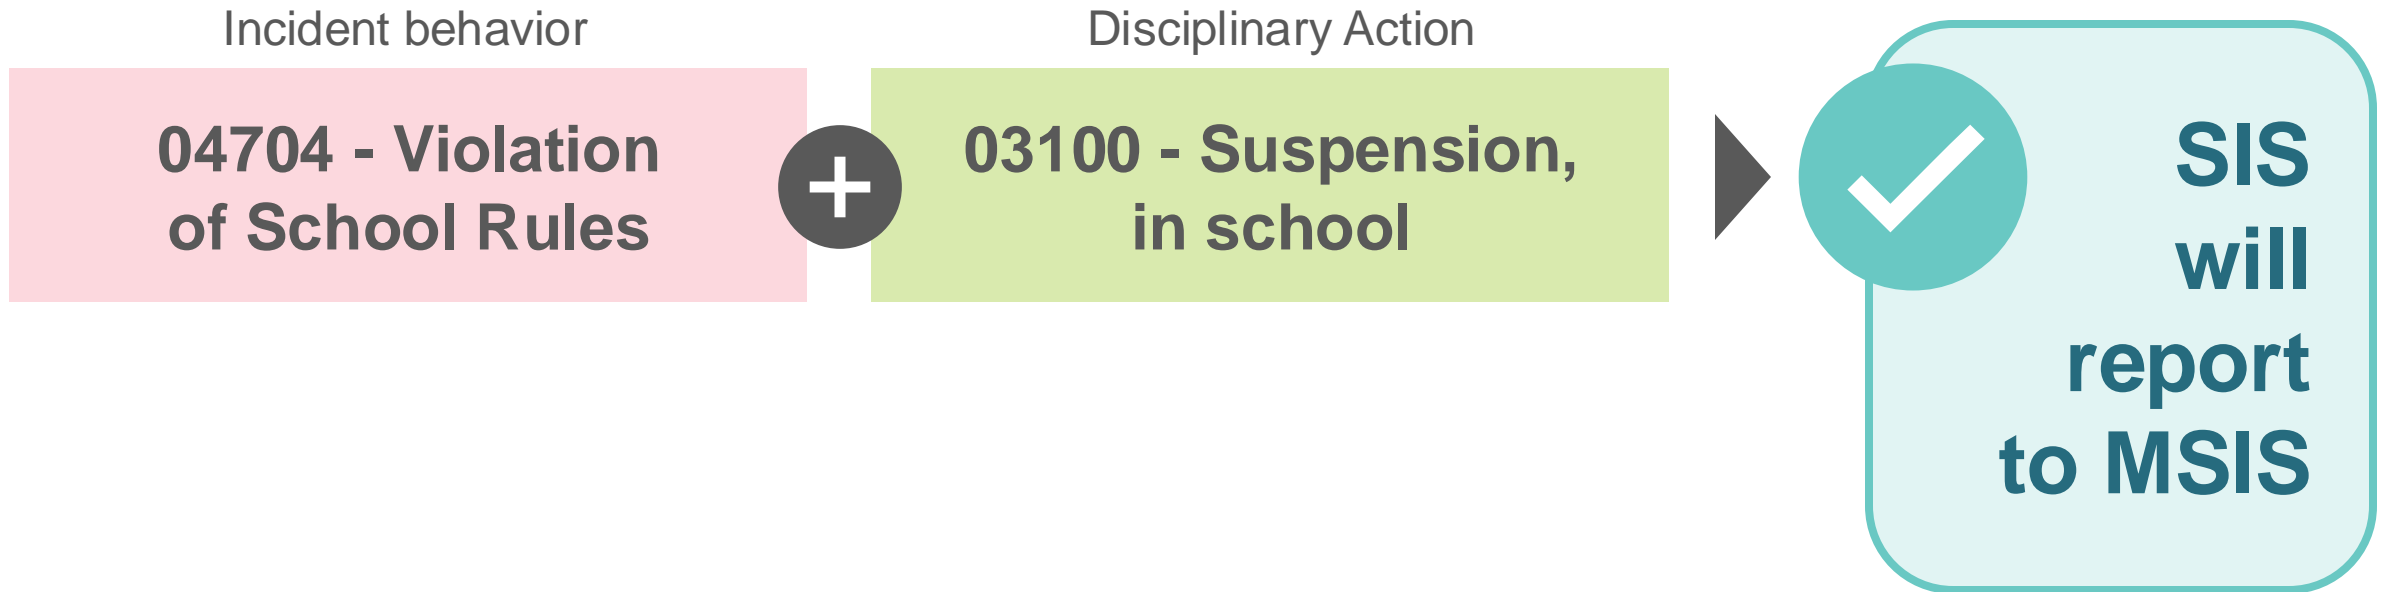 Incident behavior
04704 - Violation
of School Rules
Disciplinary Action
03100 - Suspension,
in school
SIS
will
report
to MSIS